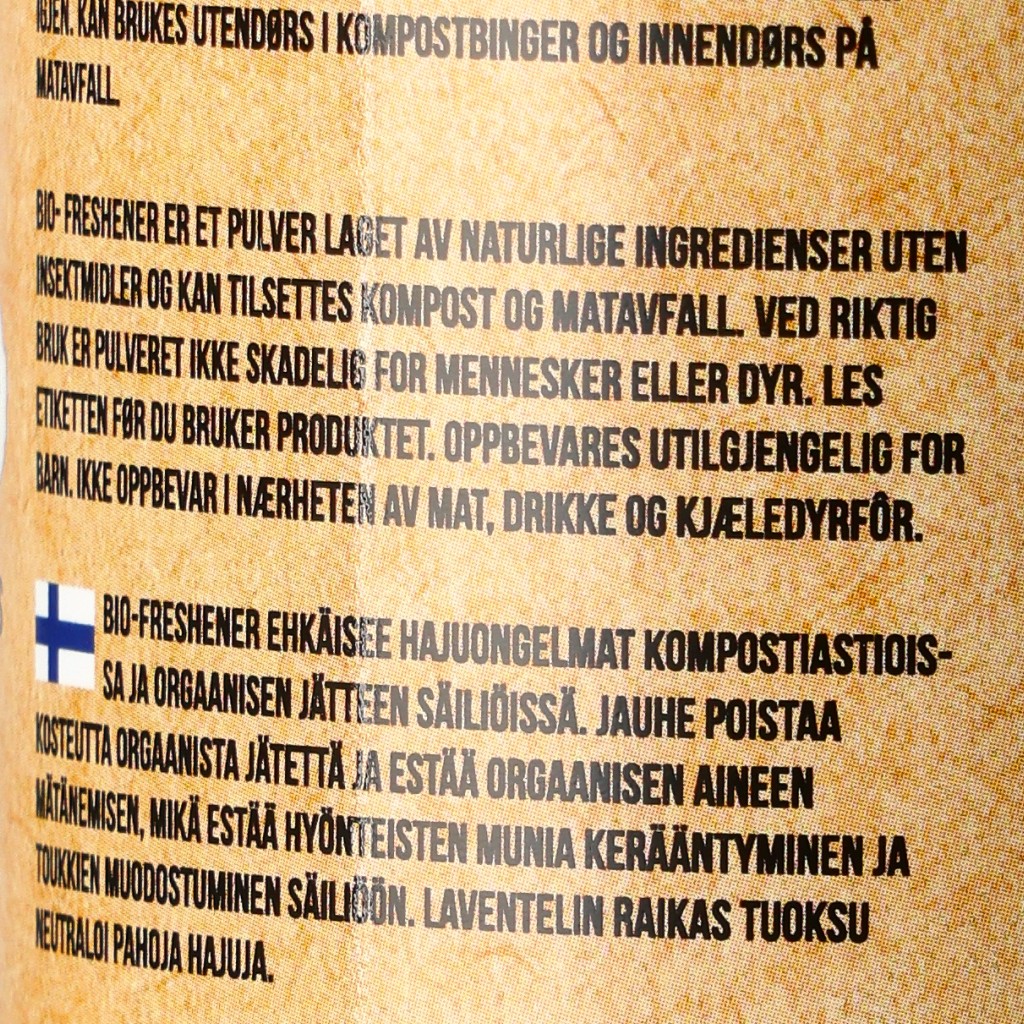 IGJEN. KAN BRUKES UTENDØRS I KOMPOSTBINGER OG INNENDØRS PÅ
MATAVFALL.
BIO- FRESHENER ER ET PULVER LAGET AV NATURLIGE INGREDIENSER UTEN
INSEKTMIDLER OG KAN TILSETTES KOMPOST OG MATAVFALL. VED RIKTIG
BRUK ER PULVERET IKKE SKADELIG FOR MENNESKER ELLER DYR. LES
ETIKETTEN FØR DU BRUKER PRODUKTET. OPPBEVARES UTILGJENGELIG FOR
BARN. IKKE OPPBEVAR I NÆRHETEN AV MAT, DRIKKE OG KJÆLEDYRFÔR.
BIO-FRESHENER EHKÄISEE HAJUONGELMAT KOMPOSTIASTIOIS-
SA JA ORGAANISEN JÄTTEEN SÄILIÖISSÄ. JAUHE POISTAA
KOSTEUTTA ORGAANISTA JÄTETTÄ JA ESTÄÄ ORGAANISEN AINEEN
MÄTÄNEMISEN, MIKÄ ESTÄÄ HYÖNTEISTEN MUNIA KERÄÄNTYMINEN JA
TOUKKIEN MUODOSTUMINEN SÄILIÖÖN. LAVENTELIN RAIKAS TUOKSU
NEUTRALOI PAHOJA HAJUJA.